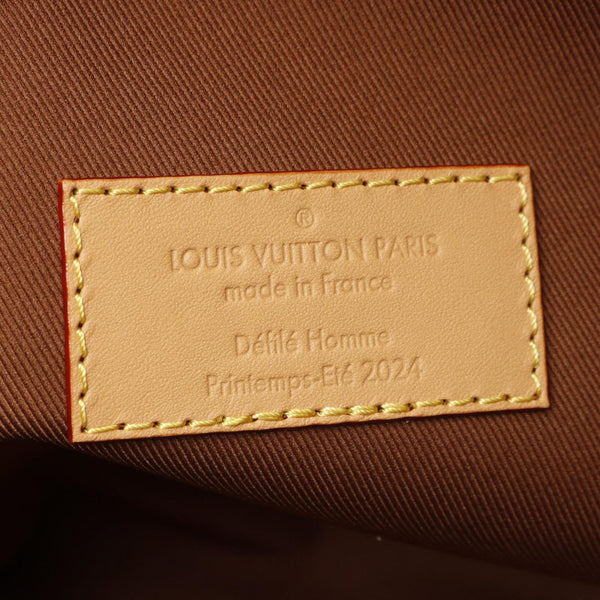 ®
LOUIS VUITTON PARIS
made in France
Défilé Homme
Printemps-Eté 2024